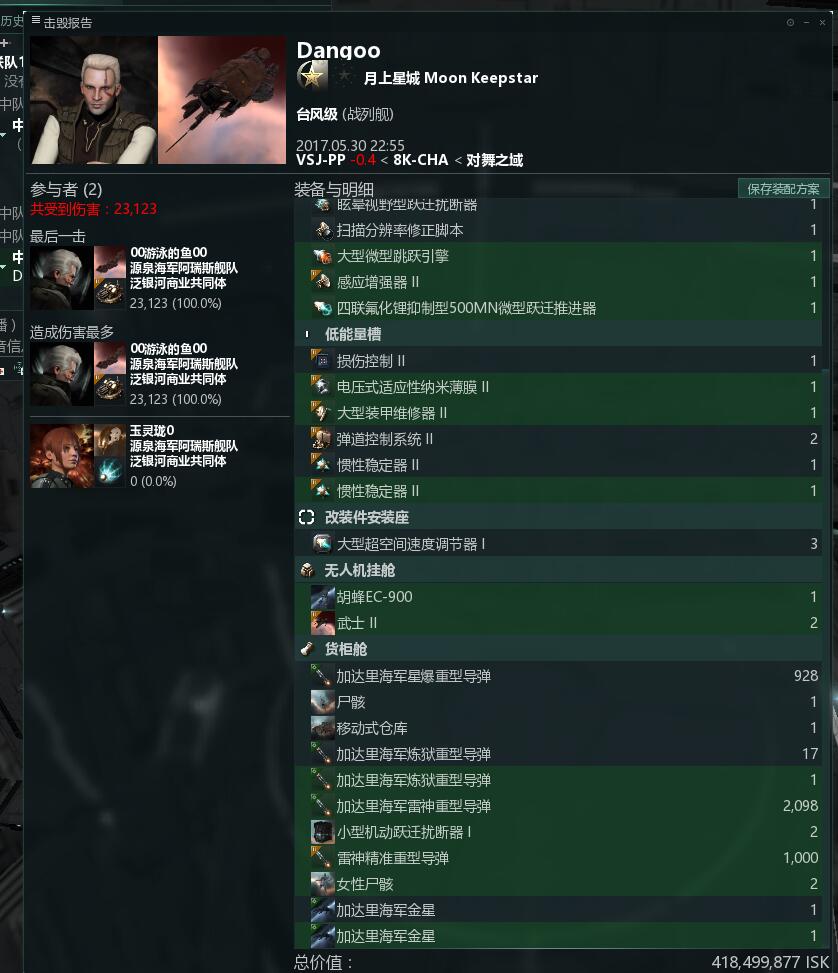 击毁报告
Dangoo
月上星城 Moon Keepstar
台风级 (战列舰)
2017.05.30 22:55
VSJ-PP -0.4 < 8K-CHA < 对舞之域
参与者 (2)
共受到伤害：23,123
最后一击
00游泳的鱼00
源泉海军阿瑞斯舰队
泛银河商业共同体
23,123 (100.0%)
造成伤害最多
00游泳的鱼00
源泉海军阿瑞斯舰队
泛银河商业共同体
23,123 (100.0%)
玉灵珑0
源泉海军阿瑞斯舰队
泛银河商业共同体
0 (0.0%)
装备与明细
保存装配方案
眩晕视野型跃迁扰断器 1
扫描分辨率修正脚本 1
大型微型跳跃引擎 1
感应增强器 II 1
四联氟化锂抑制型500MN微型跃迁推进器 1
低能量槽
损伤控制 II 1
电压式适应性纳米薄膜 II 1
大型装甲维修器 II 1
弹道控制系统 II 2
惯性稳定器 II 1
惯性稳定器 II 1
改装件安装座
大型超空间速度调节器 I 3
无人机挂舱
胡蜂EC-900 1
武士 II 2
货柜舱
加达里海军星爆重型导弹 928
尸骸 1
移动式仓库 1
加达里海军炼狱重型导弹 17
加达里海军炼狱重型导弹 1
加达里海军雷神重型导弹 2,098
小型机动跃迁扰断器 I 2
雷神精准重型导弹 1,000
女性尸骸 2
加达里海军金星 1
加达里海军金星 1
总价值： 418,499,877 ISK